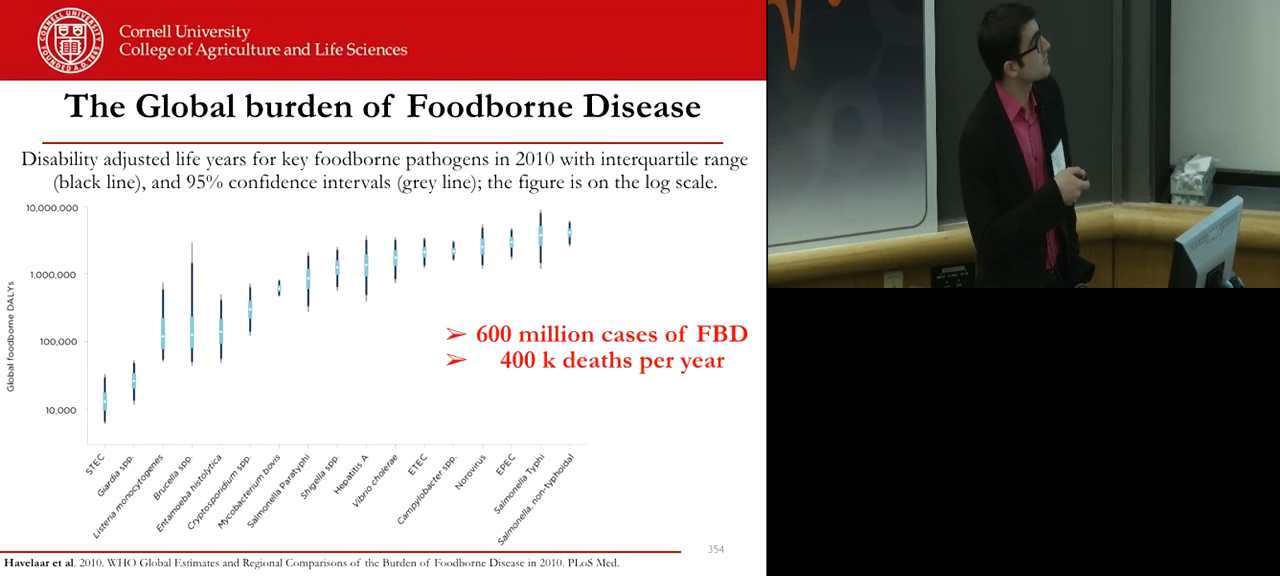 Cornell University
College of Agriculture and Life Sciences
The Global burden of Foodborne Disease
Disability adjusted life years for key foodborne pathogens in 2010 with interquartile range
(black line), and 95% confidence intervals (grey line); the figure is on the log scale.
Global foodborne DALYs
10,000,000
1,000,000
100,000
10,000
➢ 600 million cases of FBD
➢ 400 k deaths per year
STEC
Giardia spp.
Listeria monocytogenes
Brucella spp.
Entamoeba histolytica
Cryptosporidium spp.
Mycobacterium bovis
Salmonella Paratyphi
Shigella spp.
Hepatitis A
Vibrio cholerae
ETEC
Campylobacter spp.
Norovirus
EPEC
Salmonella Typhi
Salmonella, non-typhoidal
354
Havelaar et al. 2010. WHO Global Estimates and Regional Comparisons of the Burden of Foodborne Disease in 2010. PLoS Med.